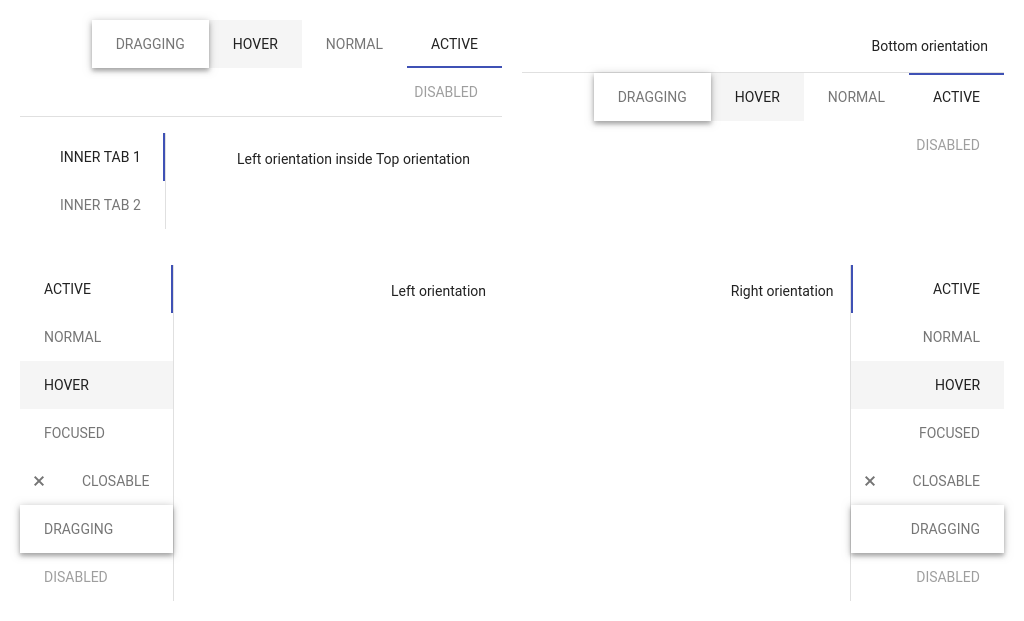 DRAGGING HOVER NORMAL ACTIVE
DISABLED
INNER TAB 1
INNER TAB 2
Left orientation inside Top orientation
Bottom orientation
DRAGGING HOVER NORMAL ACTIVE
DISABLED
ACTIVE
NORMAL
HOVER
FOCUSED
CLOSABLE
DRAGGING
DISABLED
Left orientation
Right orientation
ACTIVE
NORMAL
HOVER
FOCUSED
CLOSABLE
DRAGGING
DISABLED